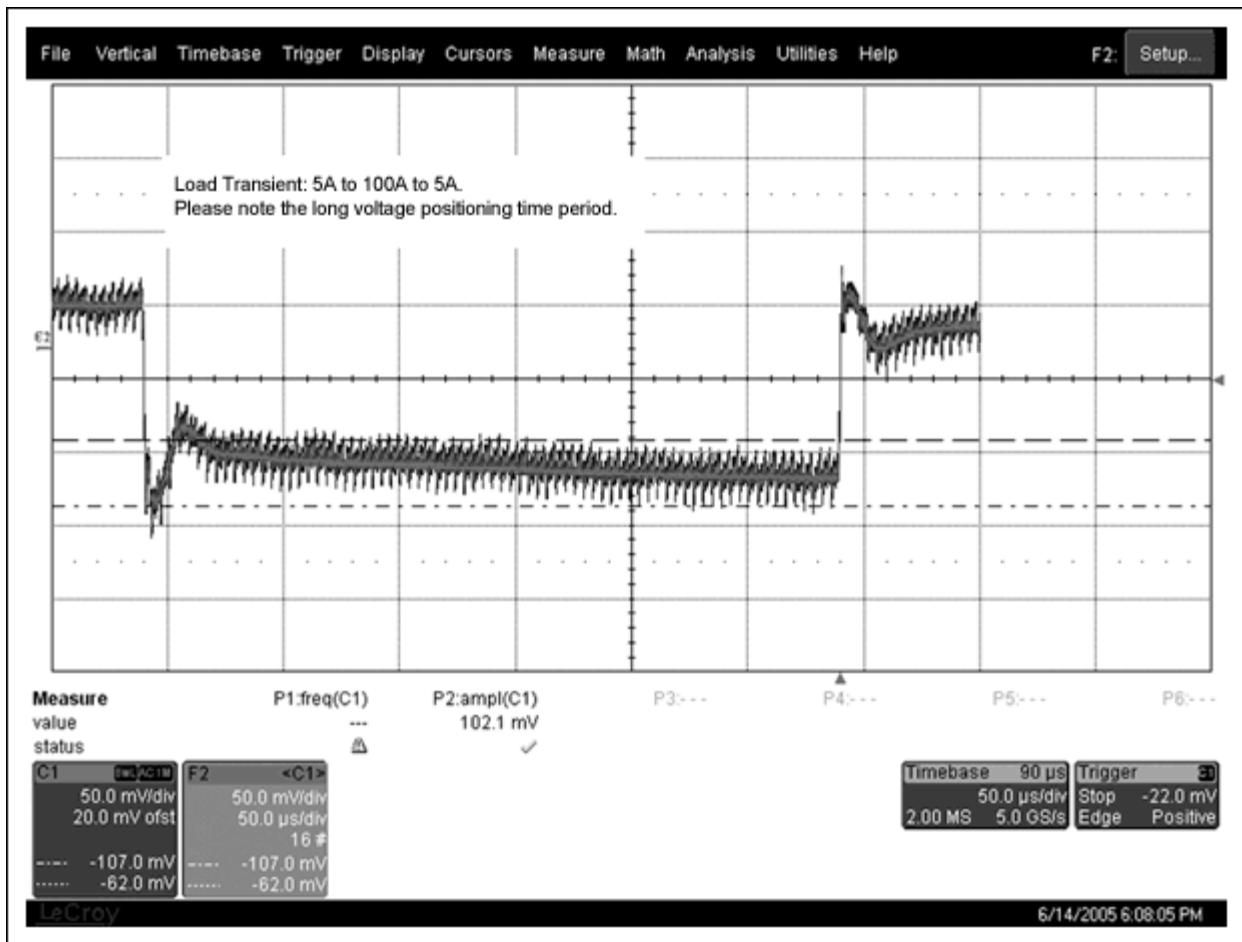 File Vertical Timebase Trigger Display Cursors Measure Math Analysis Utilities Help F2: Setup...
Load Transient: 5A to 100A to 5A.
Please note the long voltage positioning time period.
Measure P1:freq(C1) P2:ampl(C1) P3:--- P4:--- P5:--- P6:---
value --- 102.1 mV
status
C1 BwL AC1M F2 <C1> Timebase 90 µs Trigger C1
50.0 mV/div 50.0 mV/div 50.0 µs/div Stop -22.0 mV
20.0 mV ofst 50.0 µs/div 2.00 MS 5.0 GS/s Edge Positive
16 #
-107.0 mV -107.0 mV
-62.0 mV -62.0 mV
LeCroy 6/14/2005 6:08:05 PM